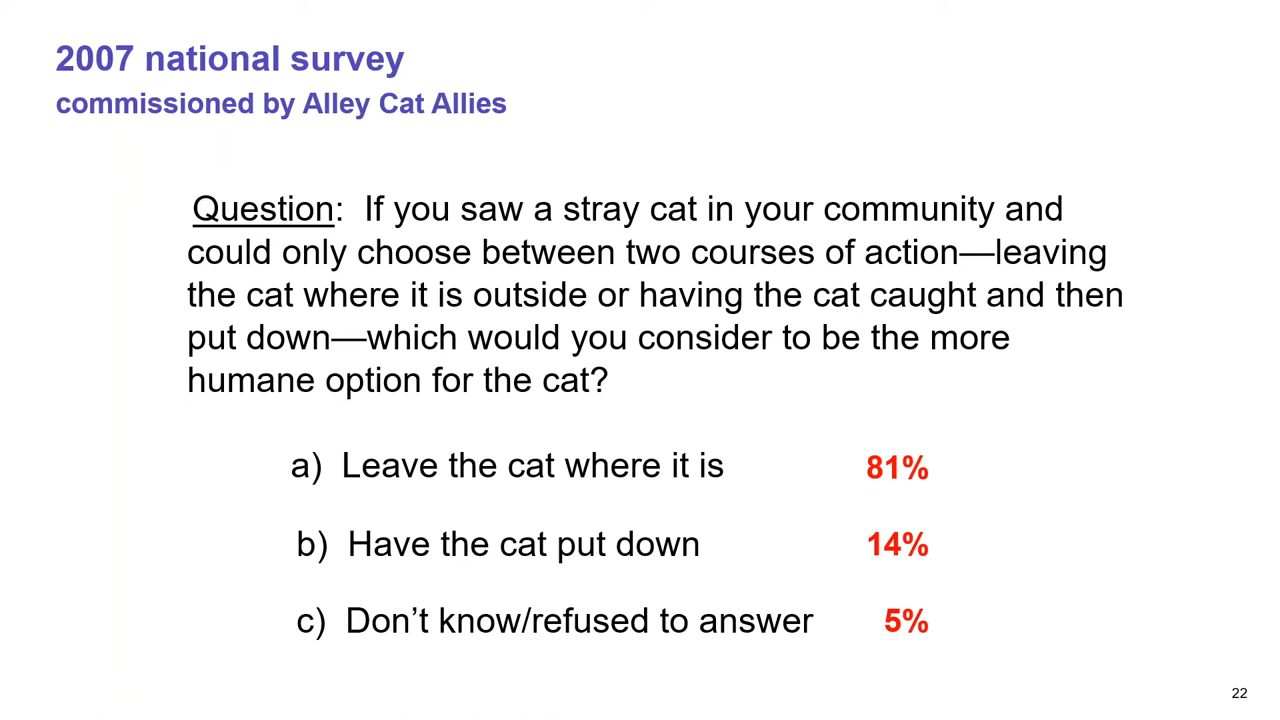 2007 national survey
commissioned by Alley Cat Allies
Question:  If you saw a stray cat in your community and
could only choose between two courses of action—leaving
the cat where it is outside or having the cat caught and then
put down—which would you consider to be the more
humane option for the cat?
a)  Leave the cat where it is 81%
b)  Have the cat put down 14%
c)  Don’t know/refused to answer 5%
22